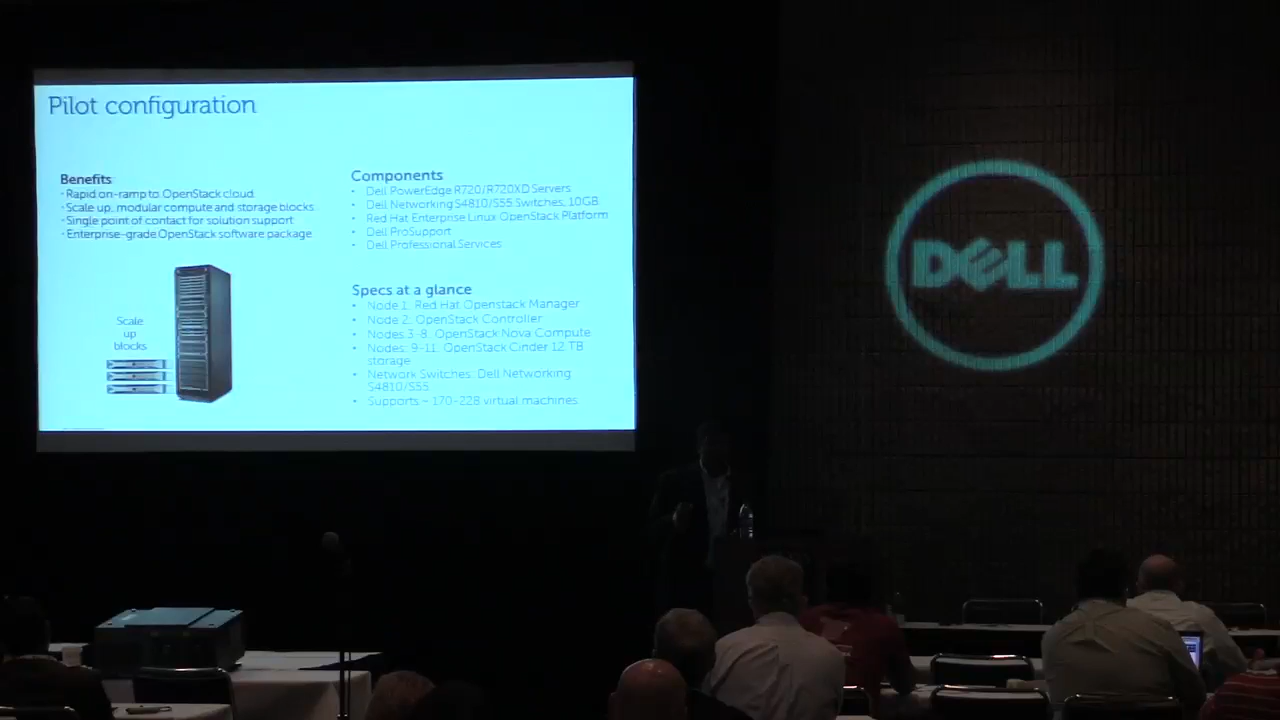 Pilot configuration
Benefits
· Rapid on-ramp to OpenStack cloud
· Scale up, modular compute and storage blocks
· Single point of contact for solution support
· Enterprise-grade OpenStack software package
Scale
up
blocks
Components
• Dell PowerEdge R720/R720XD Servers
• Dell Networking S4810/S55 Switches, 10GB
• Red Hat Enterprise Linux OpenStack Platform
• Dell ProSupport
• Dell Professional Services
Specs at a glance
• Node 1: Red Hat Openstack Manager
• Node 2: OpenStack Controller
• Nodes 3-8: OpenStack Nova Compute
• Nodes: 9-11: OpenStack Cinder 12 TB
storage
• Network Switches: Dell Networking
S4810/S55
• Supports ~ 170-228 virtual machines
DELL